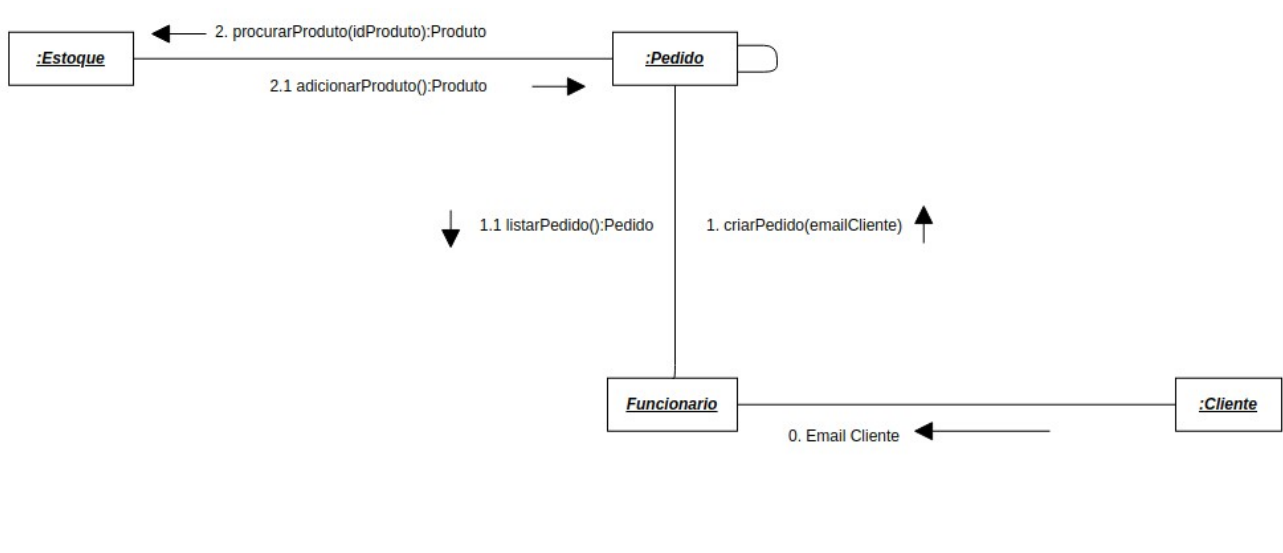 2. procurarProduto(idProduto):Produto
:Estoque
:Pedido
2.1 adicionarProduto():Produto
1.1 listarPedido():Pedido
1. criarPedido(emailCliente)
Funcionario
:Cliente
0. Email Cliente